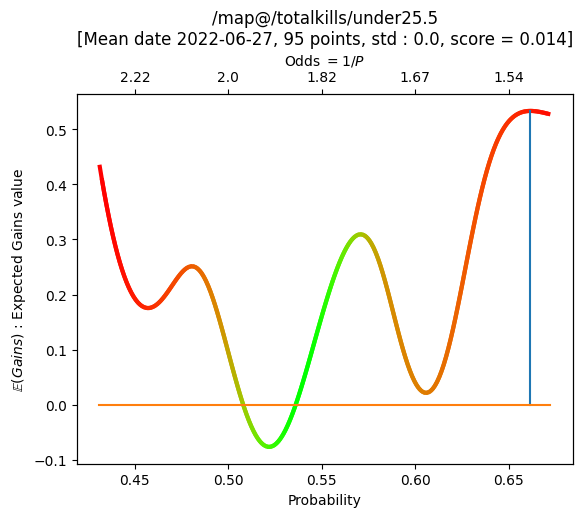 /map@/totalkills/under25.5
[Mean date 2022-06-27, 95 points, std : 0.0, score = 0.014]
Odds = 1/P
2.22 2.0 1.82 1.67 1.54
0.5
0.4
0.3
0.2
0.1
0.0
−0.1
𝔼(Gains) : Expected Gains value
0.45 0.50 0.55 0.60 0.65
Probability